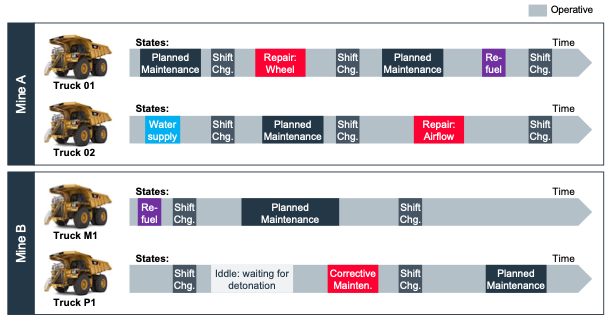 Operative
Mine A
States:
Time
Planned
Maintenance
Shift
Chg.
Repair:
Wheel
Shift
Chg.
Planned
Maintenance
Re-
fuel
Shift
Chg.
Truck 01
States:
Time
Water
supply
Shift
Chg.
Planned
Maintenance
Shift
Chg.
Repair:
Airflow
Shift
Chg.
Truck 02
Mine B
States:
Time
Re-
fuel
Shift
Chg.
Planned
Maintenance
Shift
Chg.
Truck M1
States:
Time
Shift
Chg.
Iddle: waiting for
detonation
Corrective
Mainten.
Shift
Chg.
Planned
Maintenance
Truck P1